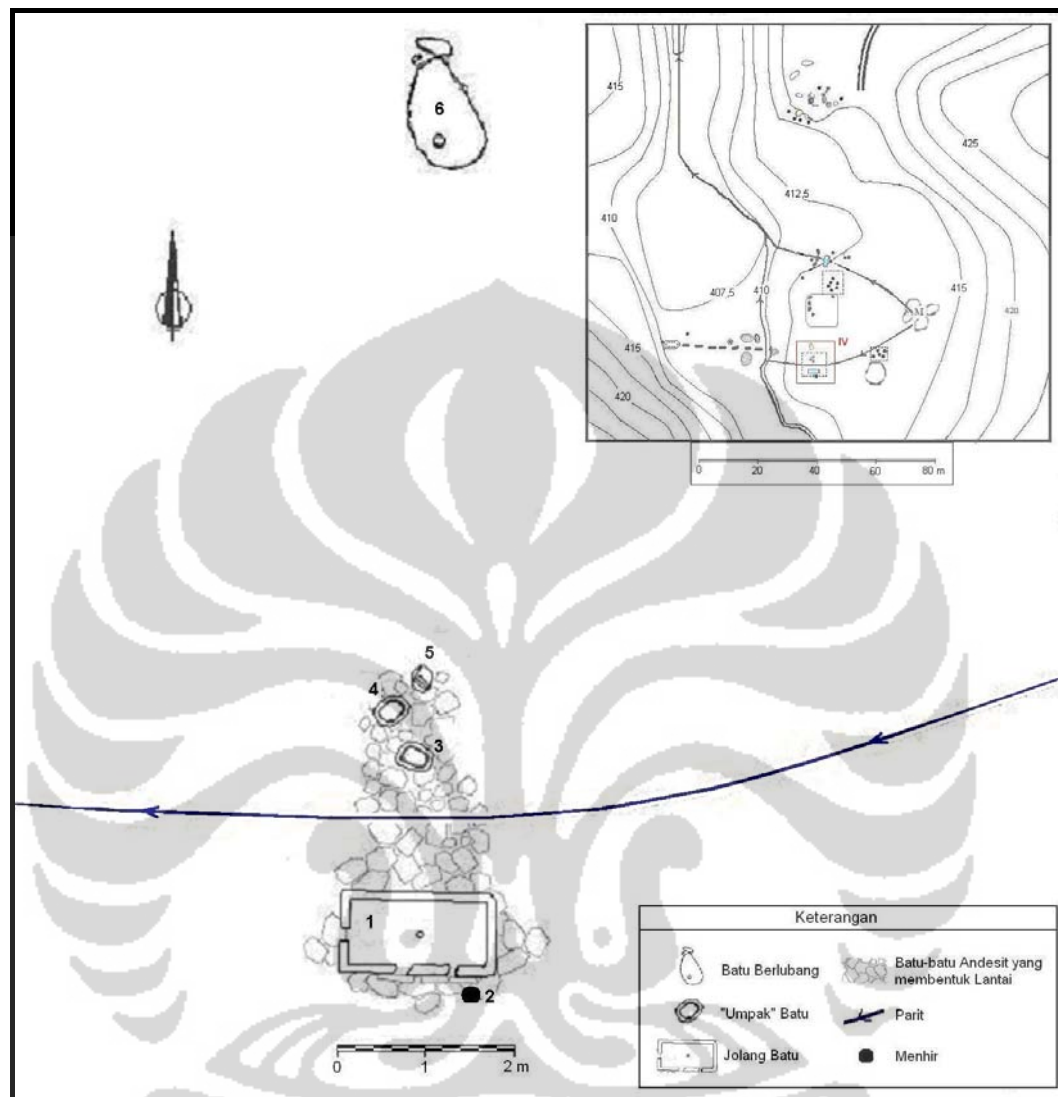 6
415
425
412,5
410
407,5
410
415
420
M
IV
415
420
0 20 40 60 80 m
5
4
3
1
2
0 1 2 m
Keterangan
Batu Berlubang
Batu-batu Andesit yang
membentuk Lantai
"Umpak" Batu
Parit
Jolang Batu
Menhir